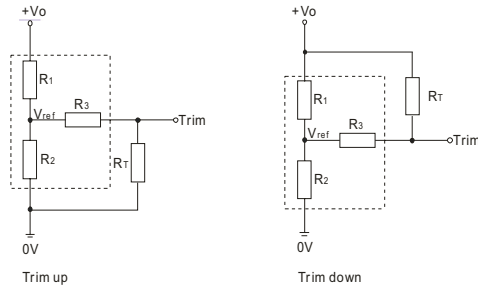 +Vo
R1
Vref
R3
Trim
R2
RT
0V
Trim up
+Vo
R1
RT
Vref
R3
Trim
R2
0V
Trim down